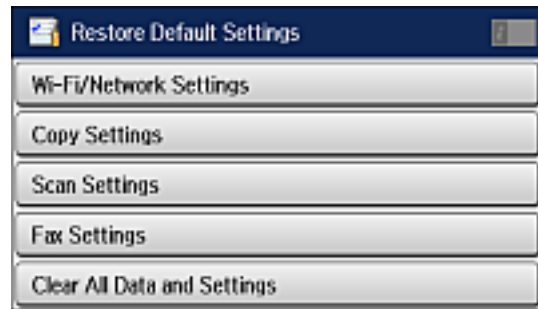 Restore Default Settings
Wi-Fi/Network Settings
Copy Settings
Scan Settings
Fax Settings
Clear All Data and Settings